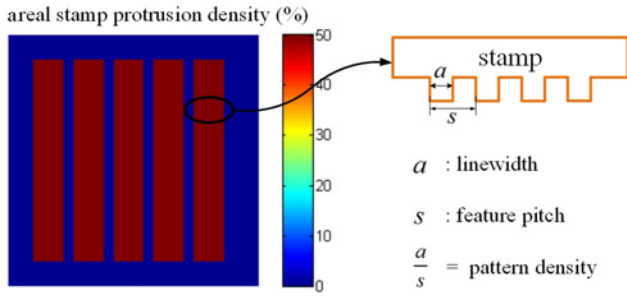 areal stamp protrusion density (%)
50
40
30
20
10
0
stamp
a
s
a : linewidth
s : feature pitch
a
s = pattern density